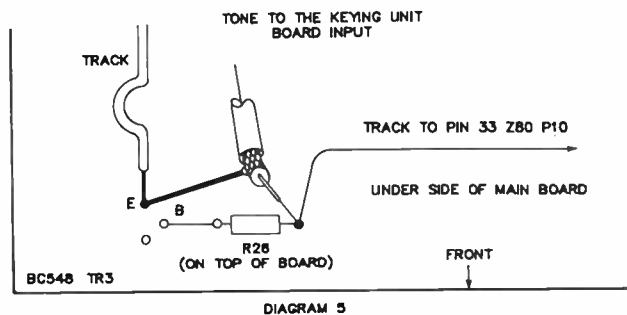 TONE TO THE KEYING UNIT
BOARD INPUT
TRACK
TRACK TO PIN 33 Z80 P10
UNDER SIDE OF MAIN BOARD
E
B
R26
(ON TOP OF BOARD)
FRONT
BC548 TR3
DIAGRAM 5